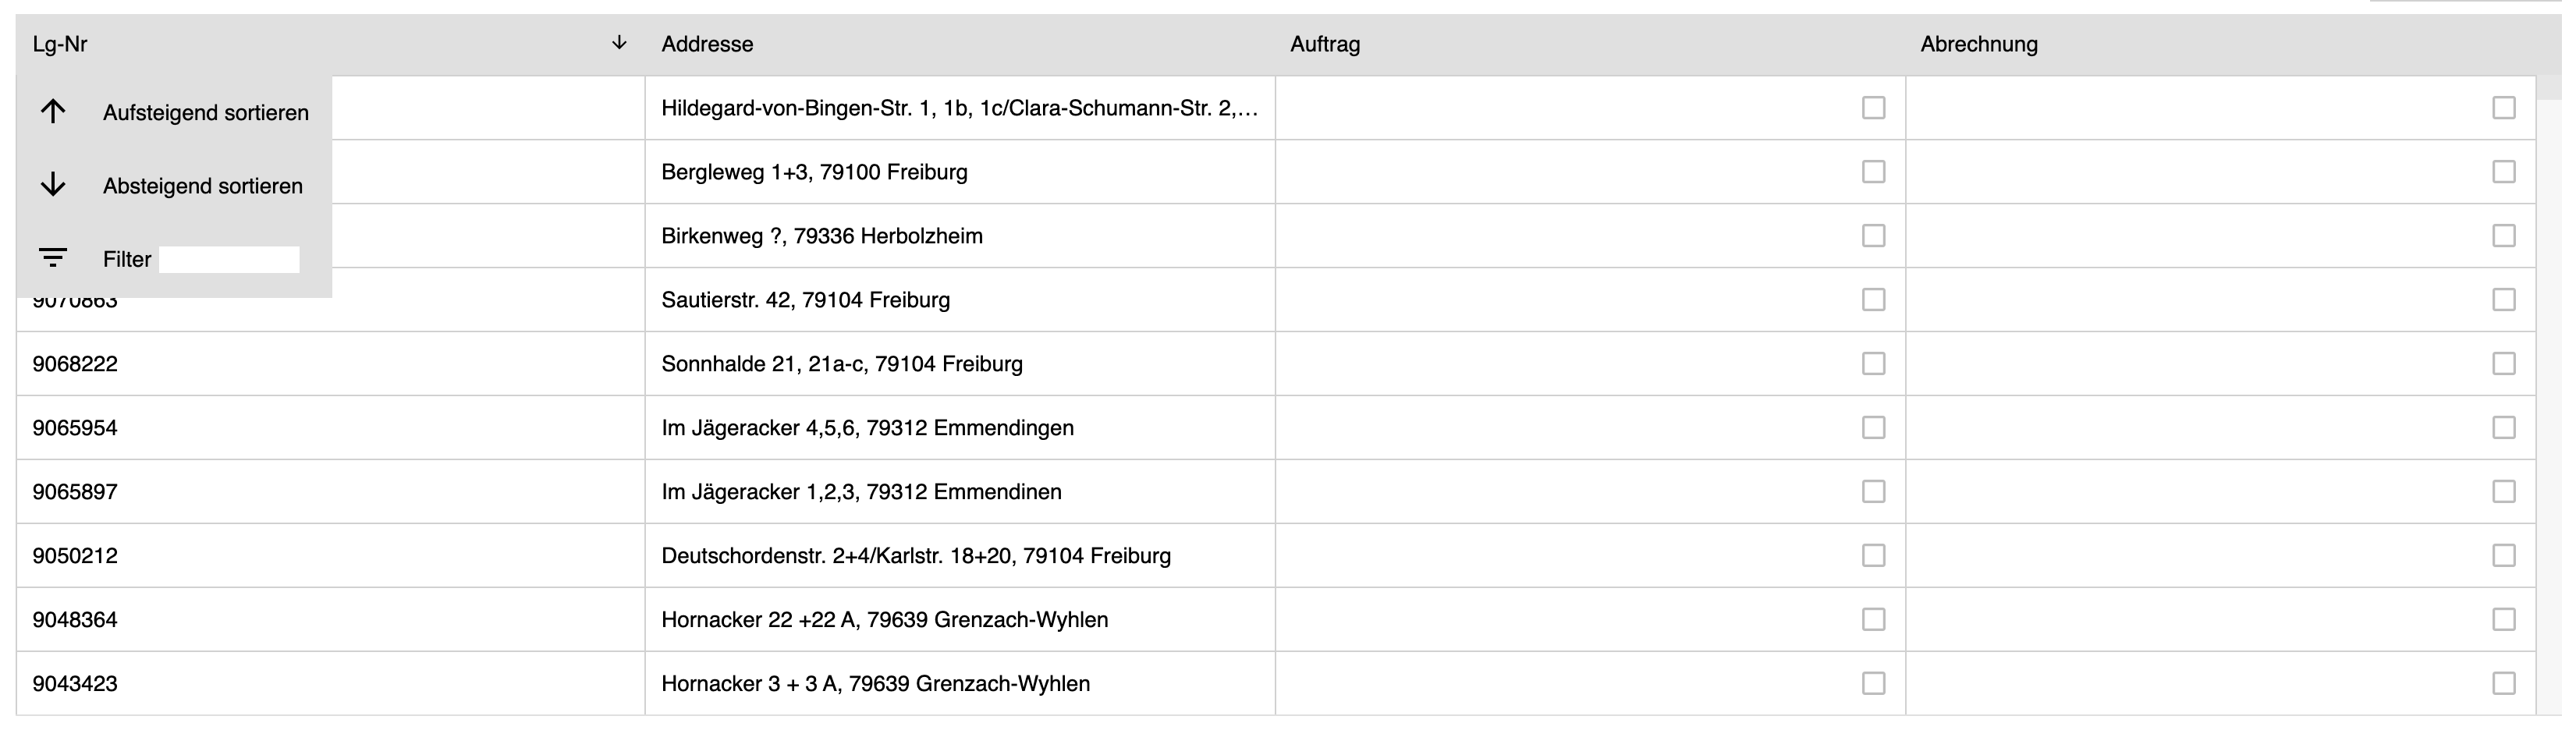 Lg-Nr Addresse Auftrag Abrechnung
Aufsteigend sortieren
Hildegard-von-Bingen-Str. 1, 1b, 1c/Clara-Schumann-Str. 2,…
Absteigend sortieren
Bergleweg 1+3, 79100 Freiburg
Filter
Birkenweg ?, 79336 Herbolzheim
9070863 Sautierstr. 42, 79104 Freiburg
9068222 Sonnhalde 21, 21a-c, 79104 Freiburg
9065954 Im Jägeracker 4,5,6, 79312 Emmendingen
9065897 Im Jägeracker 1,2,3, 79312 Emmendinen
9050212 Deutschordenstr. 2+4/Karlstr. 18+20, 79104 Freiburg
9048364 Hornacker 22 +22 A, 79639 Grenzach-Wyhlen
9043423 Hornacker 3 + 3 A, 79639 Grenzach-Wyhlen